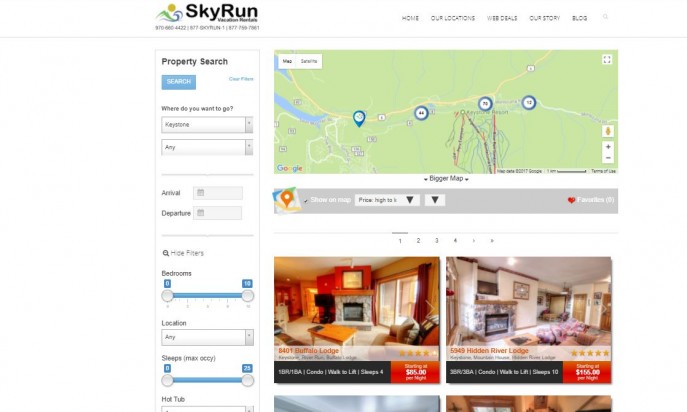 SkyRun
Vacation Rentals
970-660-4422 | 877-SKYRUN-1 | 877-759-7861
HOME
OUR LOCATIONS
WEB DEALS
OUR STORY
BLOG
Property Search
SEARCH
Clear Filters
Where do you want to go?
Keystone
Any
Arrival
Departure
Hide Filters
Bedrooms
0
10
Location
Any
Sleeps (max occy)
0
25
Hot Tub
Map
Satellite
44
70
12
Keystone Resort
Google
Map data ©2017 Google
1 km
Terms of Use
Bigger Map
Show on map
Price: high to l
Favorites (0)
1
2
3
4
›
»
8401 Buffalo Lodge
Keystone, River Run, Buffalo Lodge
1BR/1BA | Condo | Walk to Lift | Sleeps 4
Starting at
$65.00
per Night
5949 Hidden River Lodge
Keystone, Mountain House, Hidden River Lodge
3BR/3BA | Condo | Walk to Lift | Sleeps 10
Starting at
$155.00
per Night